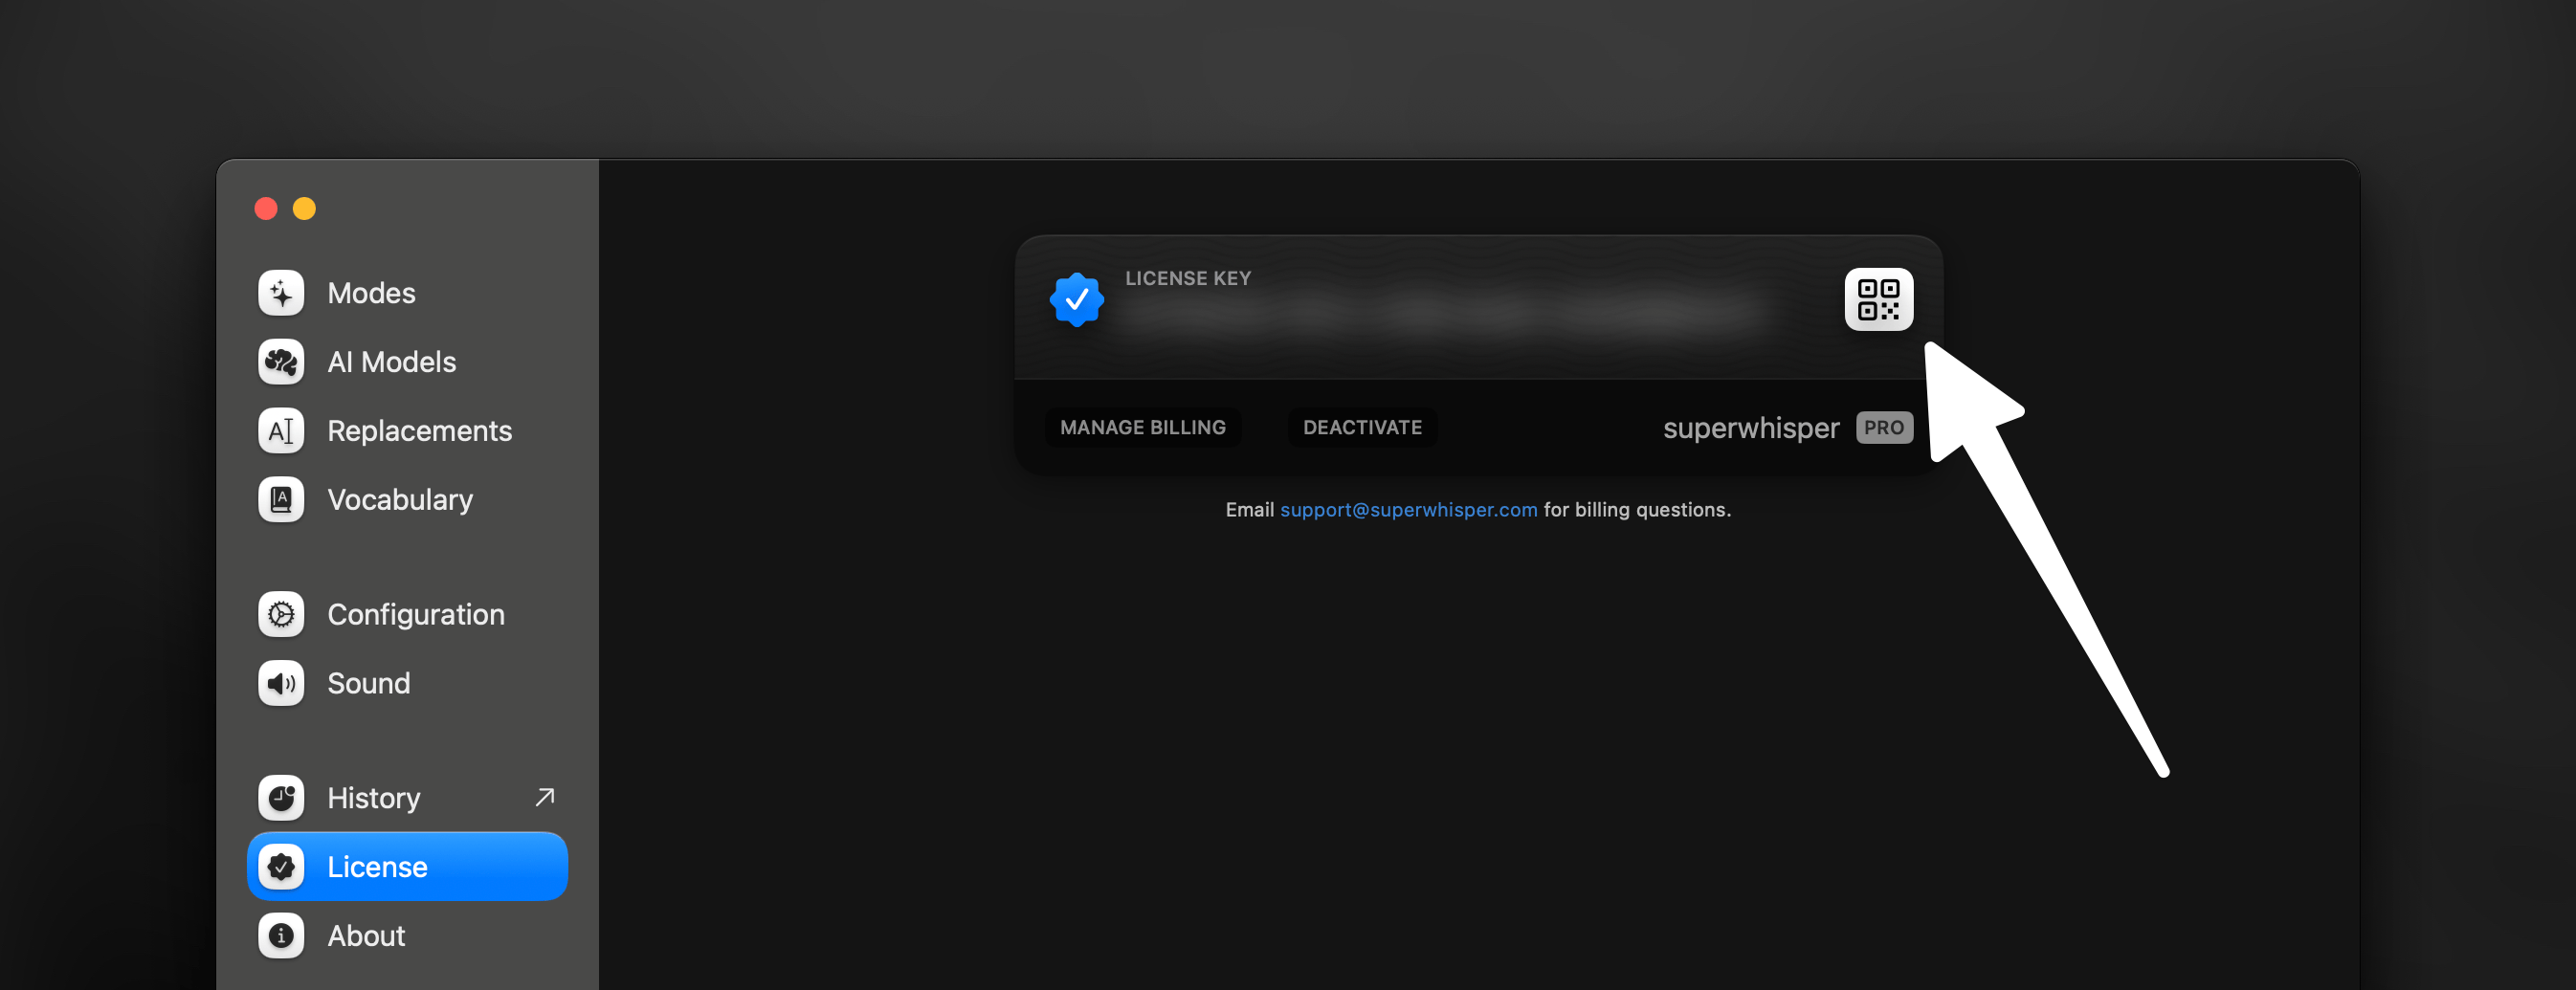 Modes
AI Models
Replacements
Vocabulary
Configuration
Sound
History
License
About
LICENSE KEY
MANAGE BILLING
DEACTIVATE
superwhisper PRO
Email support@superwhisper.com for billing questions.